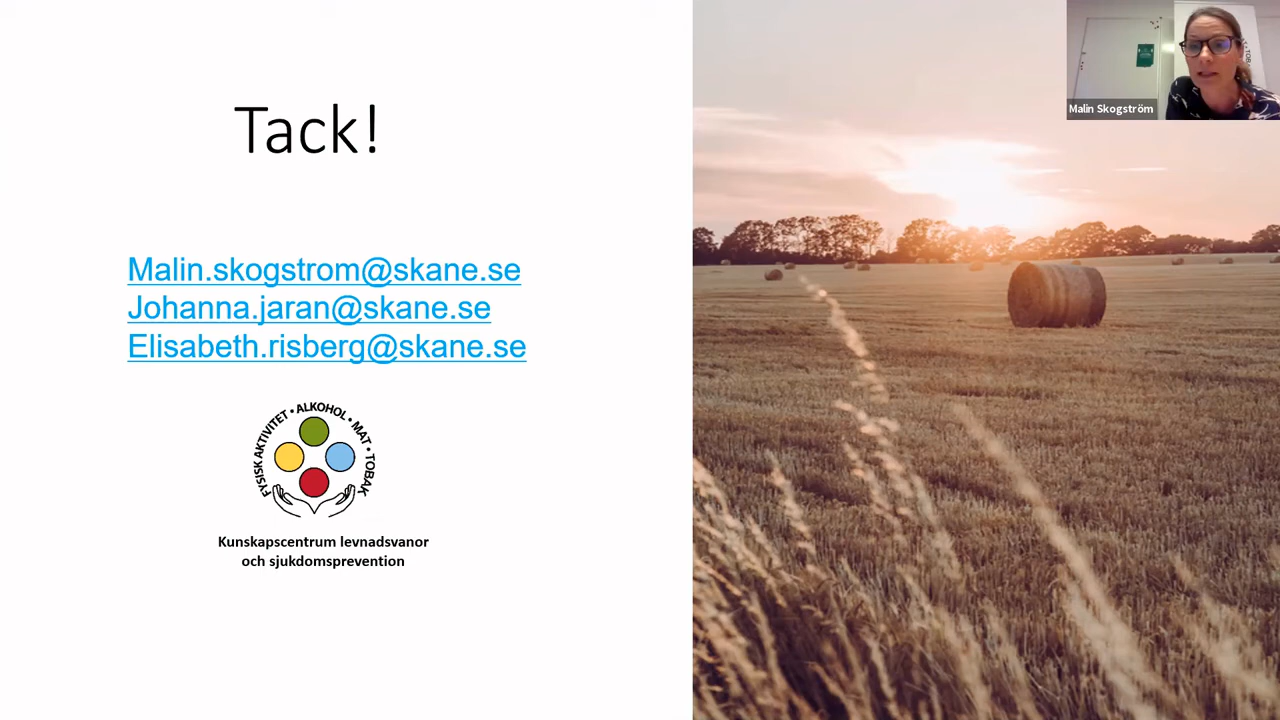 Tack!
Malin.skogstrom@skane.se
Johanna.jaran@skane.se
Elisabeth.risberg@skane.se
FYSISK AKTIVITET • ALKOHOL • MAT • TOBAK
Kunskapscentrum levnadsvanor
och sjukdomsprevention
Malin Skogström